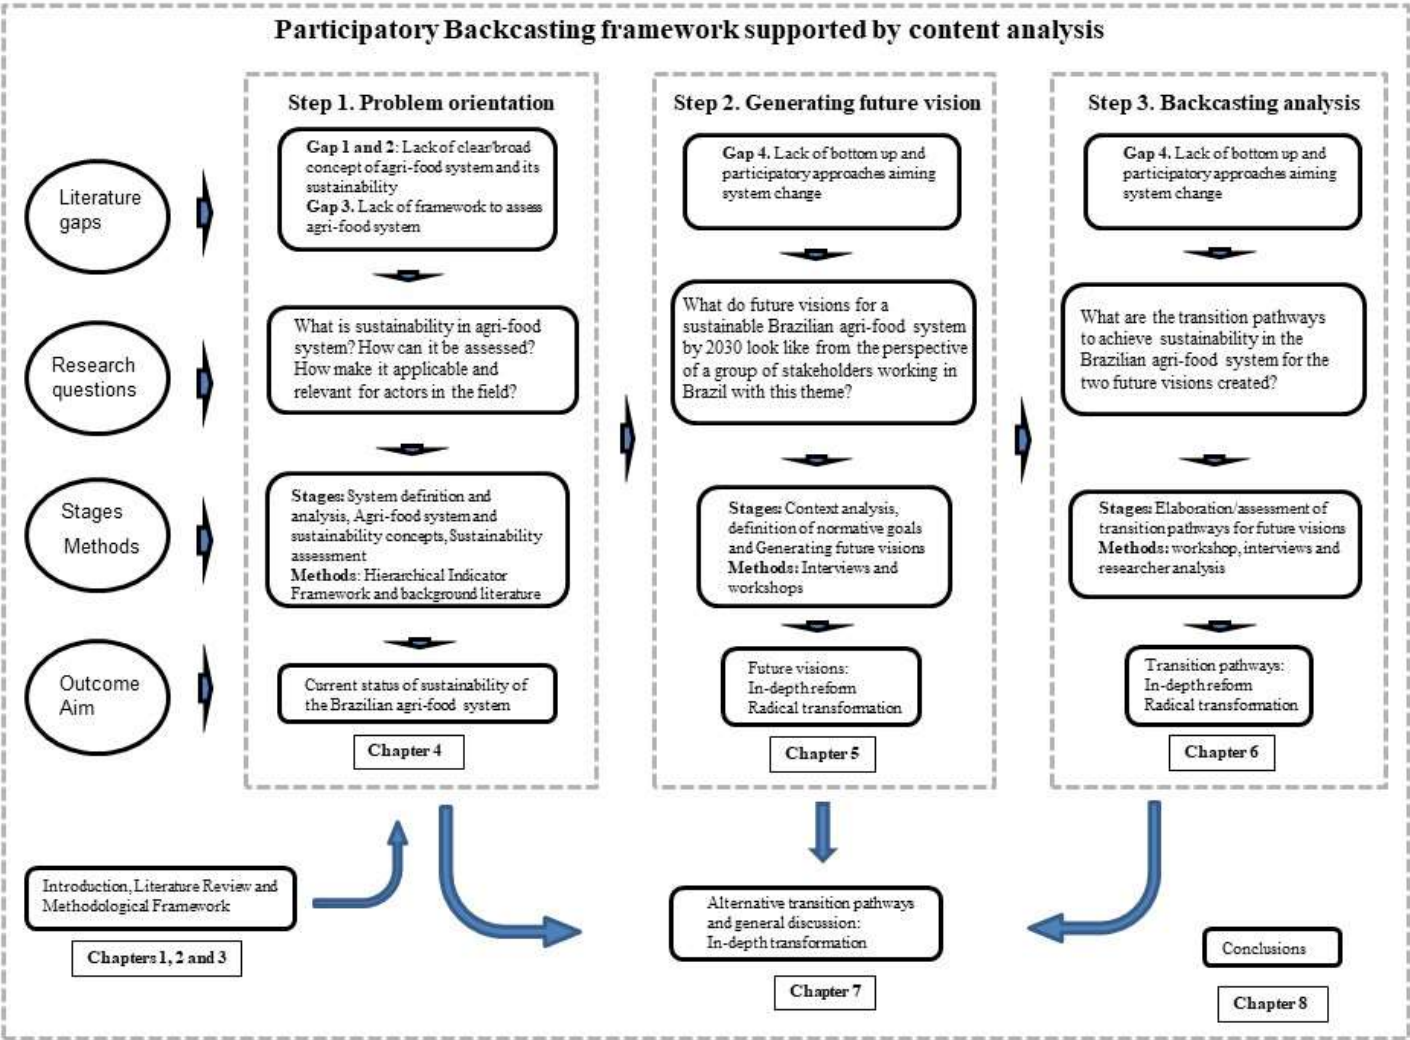 Participatory Backcasting framework supported by content analysis
Literature
gaps
Research
questions
Stages
Methods
Outcome
Aim
Step 1. Problem orientation
Gap 1 and 2: Lack of clear/broad
concept of agri-food system and its
sustainability
Gap 3. Lack of framework to assess
agri-food system
What is sustainability in agri-food
system? How can it be assessed?
How make it applicable and
relevant for actors in the field?
Stages: System definition and
analysis, Agri-food system and
sustainability concepts, Sustainability
assessment
Methods: Hierarchical Indicator
Framework and background literature
Current status of sustainability of
the Brazilian agri-food system
Chapter 4
Step 2. Generating future vision
Gap 4. Lack of bottom up and
participatory approaches aiming
system change
What do future visions for a
sustainable Brazilian agri-food system
by 2030 look like from the perspective
of a group of stakeholders working in
Brazil with this theme?
Stages: Context analysis,
definition of normative goals
and Generating future visions
Methods: Interviews and
workshops
Future visions:
In-depth reform
Radical transformation
Chapter 5
Step 3. Backcasting analysis
Gap 4. Lack of bottom up and
participatory approaches aiming
system change
What are the transition pathways
to achieve sustainability in the
Brazilian agri-food system for the
two future visions created?
Stages: Elaboration/assessment of
transition pathways for future visions
Methods: workshop, interviews and
researcher analysis
Transition pathways:
In-depth reform
Radical transformation
Chapter 6
Introduction, Literature Review and
Methodological Framework
Chapters 1, 2 and 3
Alternative transition pathways
and general discussion:
In-depth transformation
Chapter 7
Conclusions
Chapter 8